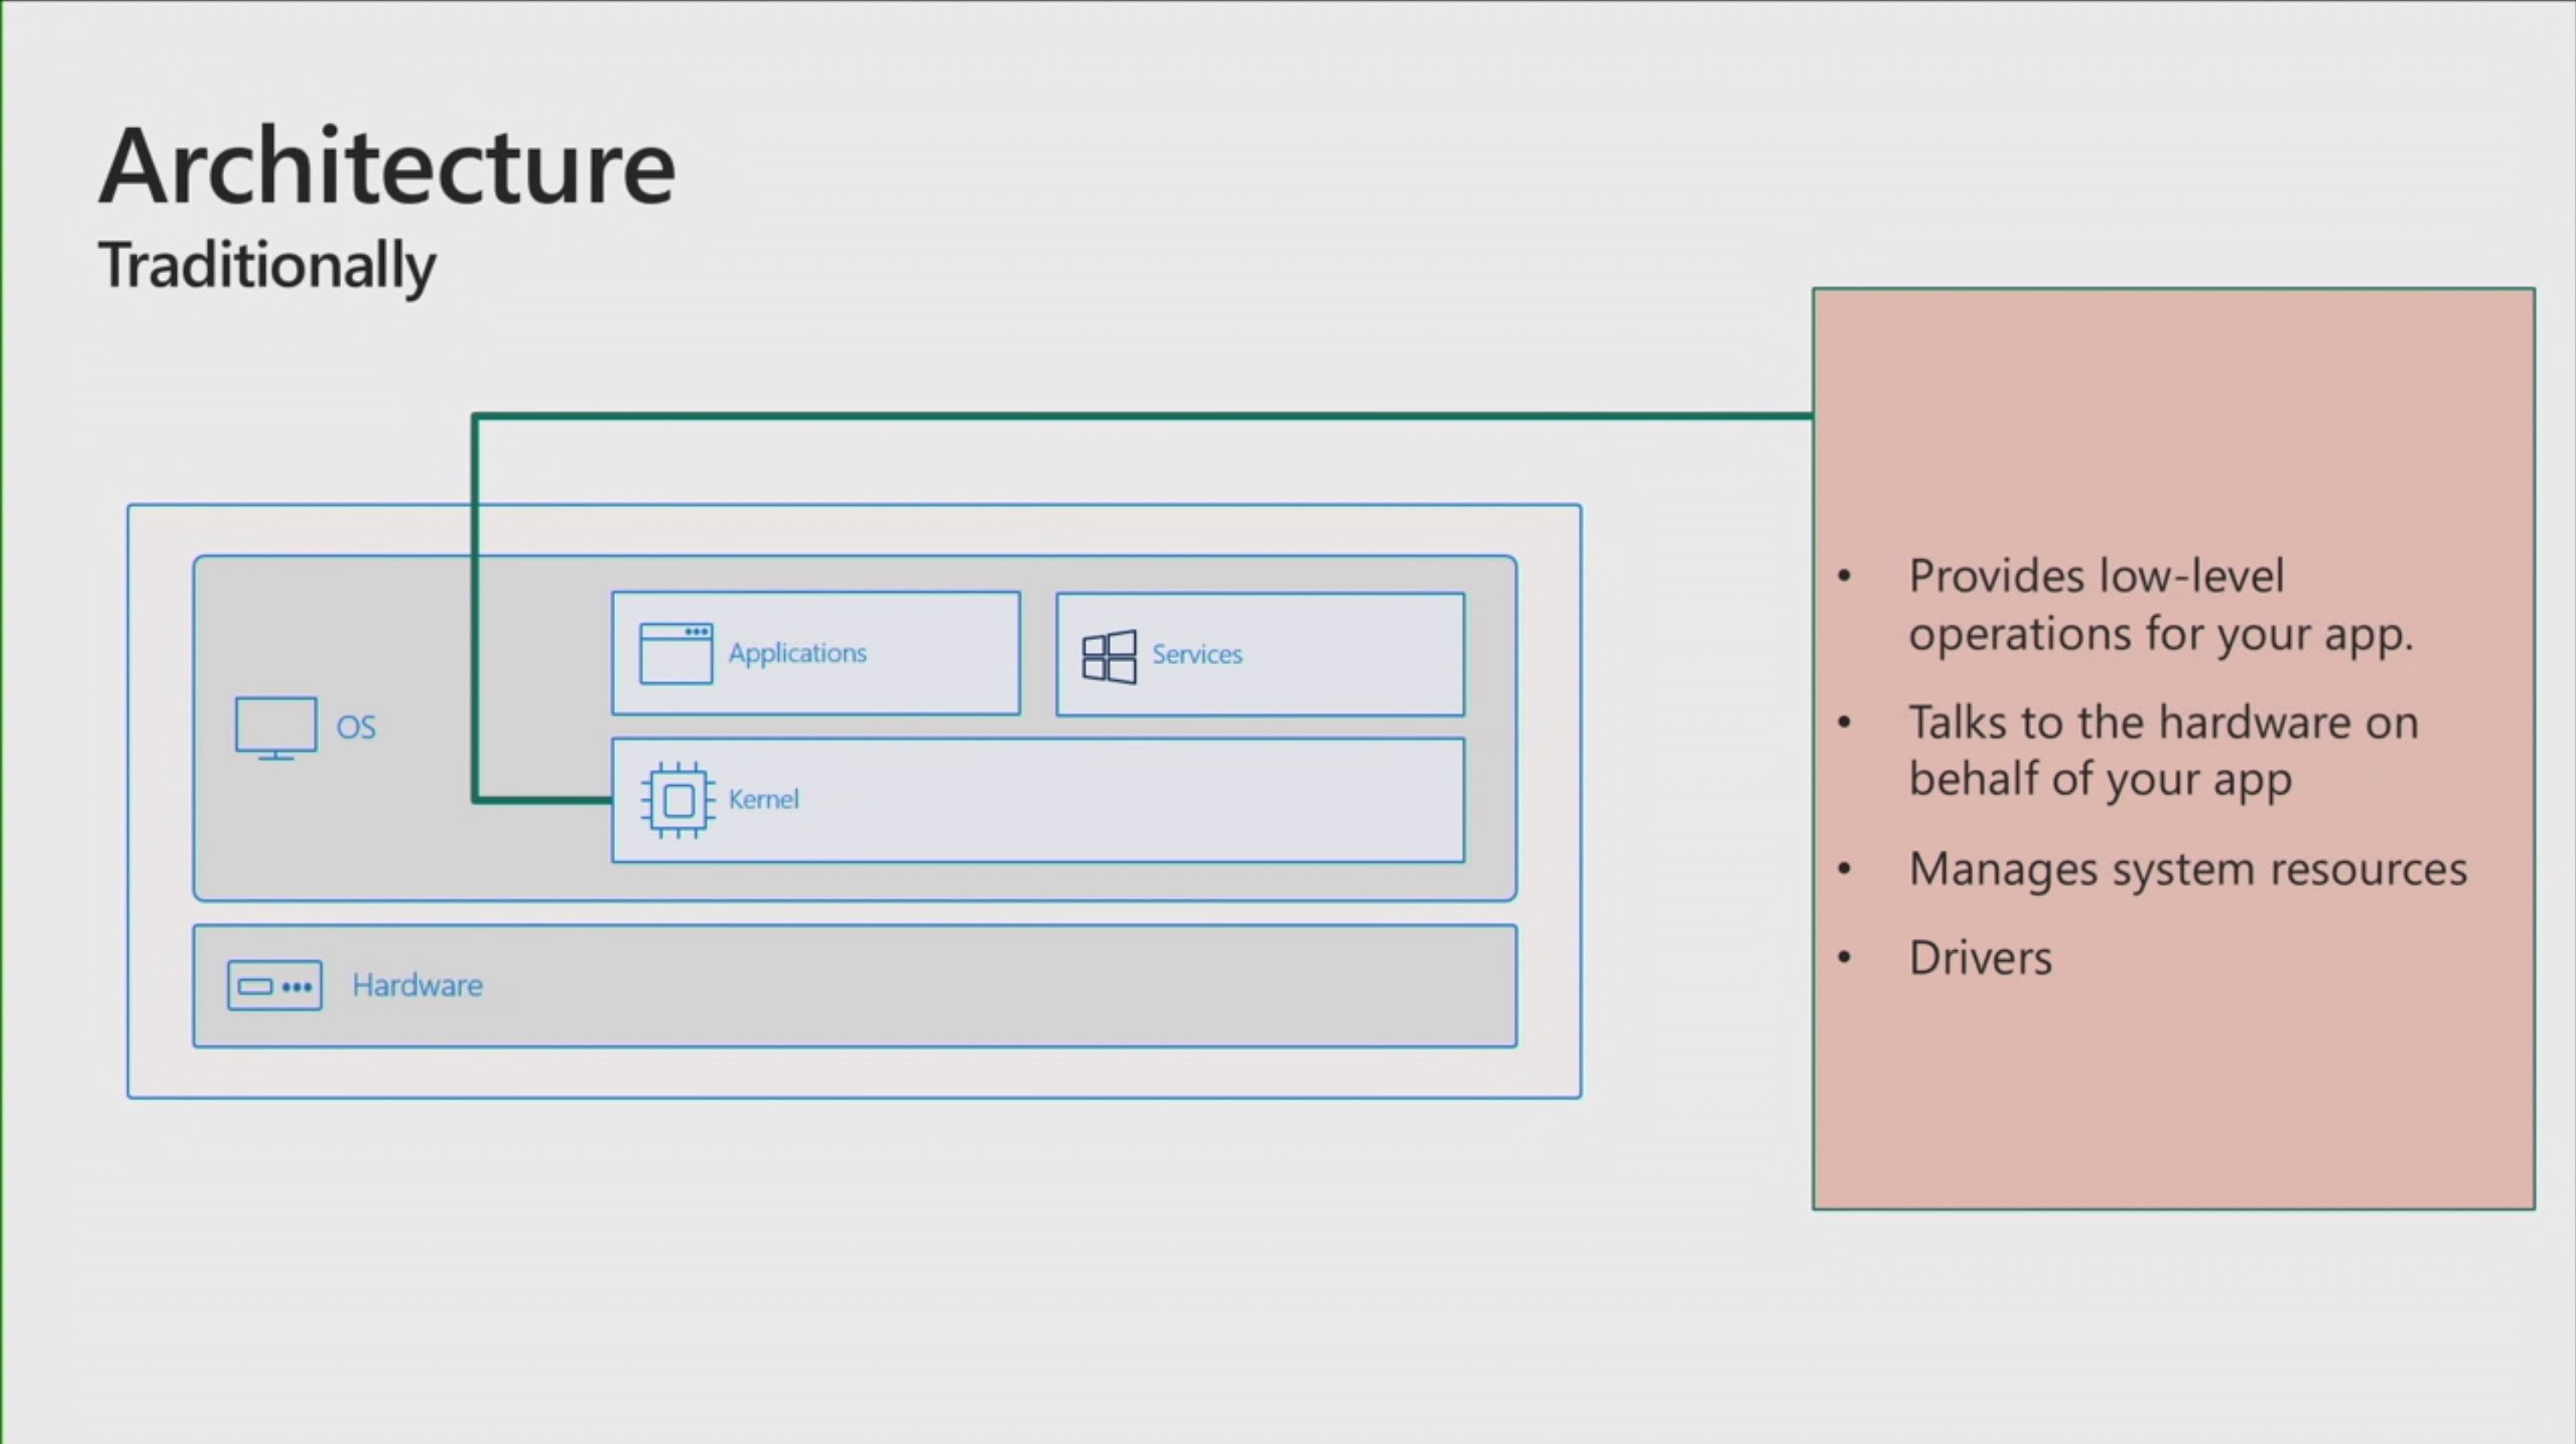 Architecture
Traditionally
Applications
Services
OS
Kernel
Hardware
• Provides low-level
operations for your app.
• Talks to the hardware on
behalf of your app
• Manages system resources
• Drivers